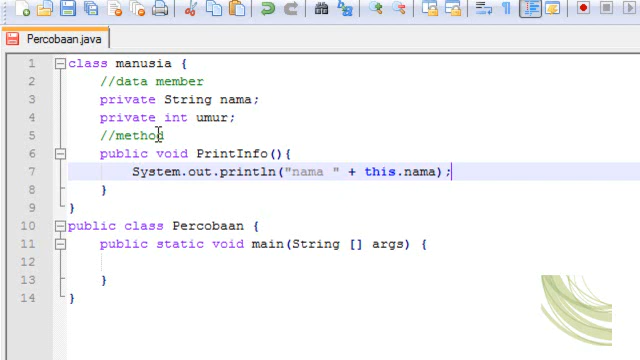 Percobaan.java
1 class manusia {
2 //data member
3 private String nama;
4 private int umur;
5 //method
6 public void PrintInfo(){
7 System.out.println("nama " + this.nama);
8 }
9 }
10 public class Percobaan {
11 public static void main(String [] args) {
12
13 }
14 }